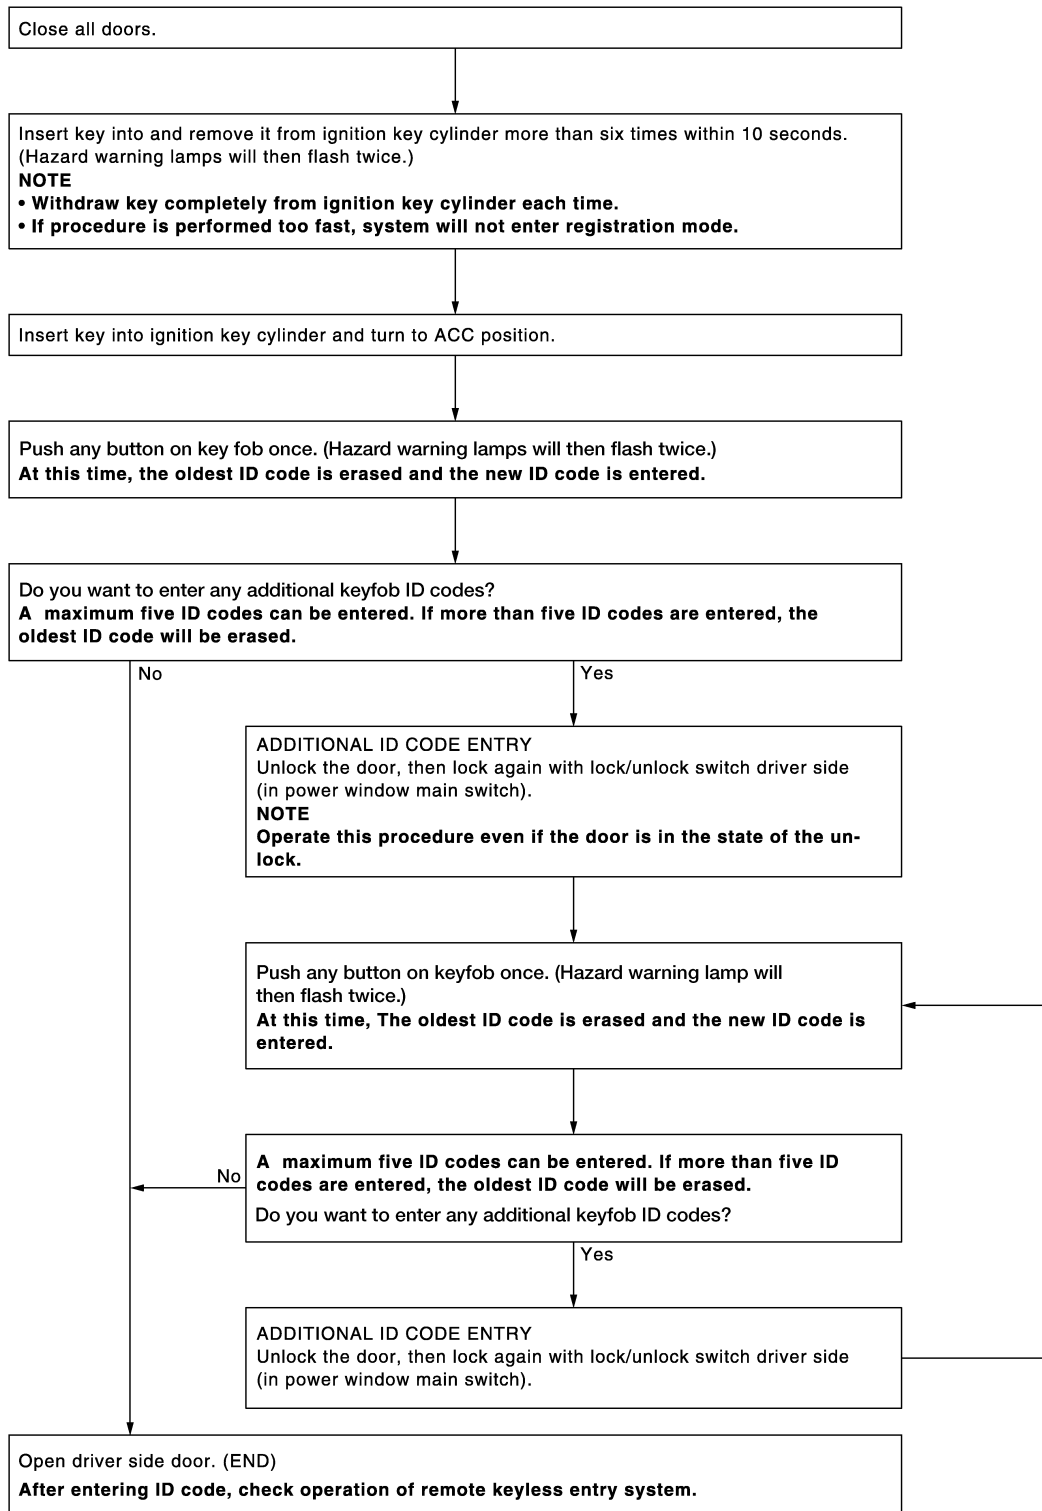 Close all doors.
Insert key into and remove it from ignition key cylinder more than six times within 10 seconds.
(Hazard warning lamps will then flash twice.)
NOTE
• Withdraw key completely from ignition key cylinder each time.
• If procedure is performed too fast, system will not enter registration mode.
Insert key into ignition key cylinder and turn to ACC position.
Push any button on key fob once. (Hazard warning lamps will then flash twice.)
At this time, the oldest ID code is erased and the new ID code is entered.
Do you want to enter any additional keyfob ID codes?
A maximum five ID codes can be entered. If more than five ID codes are entered, the
oldest ID code will be erased.
No
Yes
ADDITIONAL ID CODE ENTRY
Unlock the door, then lock again with lock/unlock switch driver side
(in power window main switch).
NOTE
Operate this procedure even if the door is in the state of the un-
lock.
Push any button on keyfob once. (Hazard warning lamp will
then flash twice.)
At this time, The oldest ID code is erased and the new ID code is
entered.
No
A maximum five ID codes can be entered. If more than five ID
codes are entered, the oldest ID code will be erased.
Do you want to enter any additional keyfob ID codes?
Yes
ADDITIONAL ID CODE ENTRY
Unlock the door, then lock again with lock/unlock switch driver side
(in power window main switch).
Open driver side door. (END)
After entering ID code, check operation of remote keyless entry system.